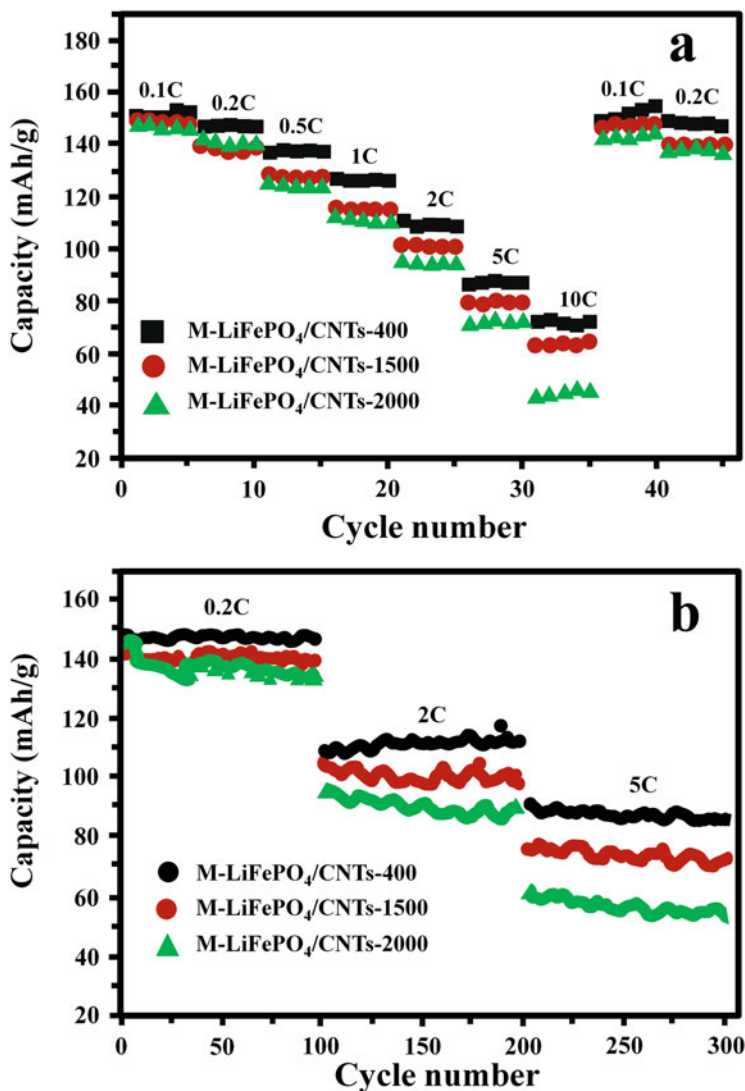 180
a
160
0.1C
0.2C
0.1C
0.2C
0.5C
140
1C
120
2C
100
5C
80
10C
M-LiFePO₄/CNTs-400
60
M-LiFePO₄/CNTs-1500
40
M-LiFePO₄/CNTs-2000
20
Capacity (mAh/g)
0 10 20 30 40
Cycle number
b
160
0.2C
140
120
2C
100
5C
80
M-LiFePO₄/CNTs-400
60
M-LiFePO₄/CNTs-1500
40
M-LiFePO₄/CNTs-2000
20
Capacity (mAh/g)
0 50 100 150 200 250 300
Cycle number